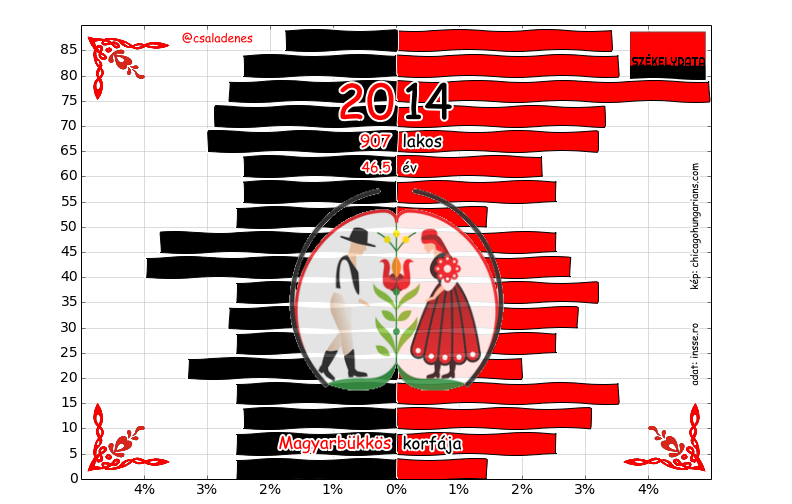 @csaladenes
SZÉKELYDATA
2014
907 lakos
46.5 év
Magyarbükkös korfája
kép: chicagohungarians.com
adat: insse.ro
85
80
75
70
65
60
55
50
45
40
35
30
25
20
15
10
5
0
4% 3% 2% 1% 0% 1% 2% 3% 4%